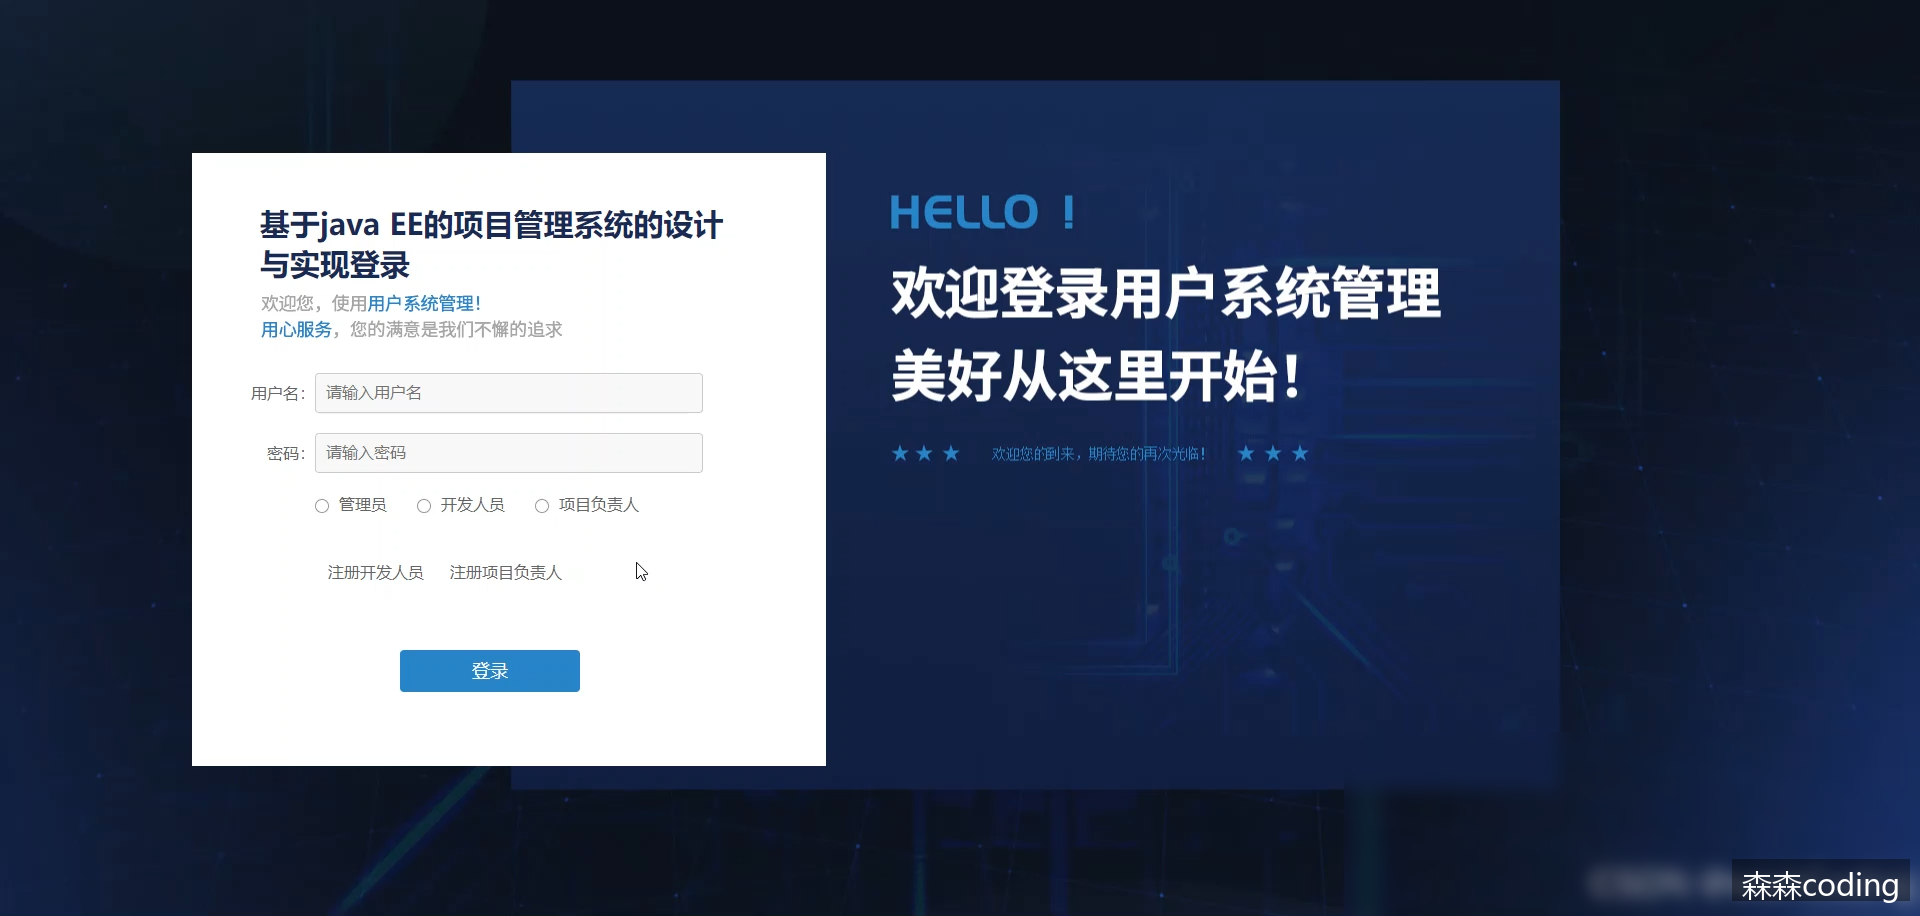 基于java EE的项目管理系统的设计
与实现登录
欢迎您，使用用户系统管理！
用心服务，您的满意是我们不懈的追求
用户名：
请输入用户名
密码：
请输入密码
管理员 开发人员 项目负责人
注册开发人员 注册项目负责人
登录
HELLO ！
欢迎登录用户系统管理
美好从这里开始！
★ ★ ★ 欢迎您的到来，期待您的再次光临！ ★ ★ ★
森森coding